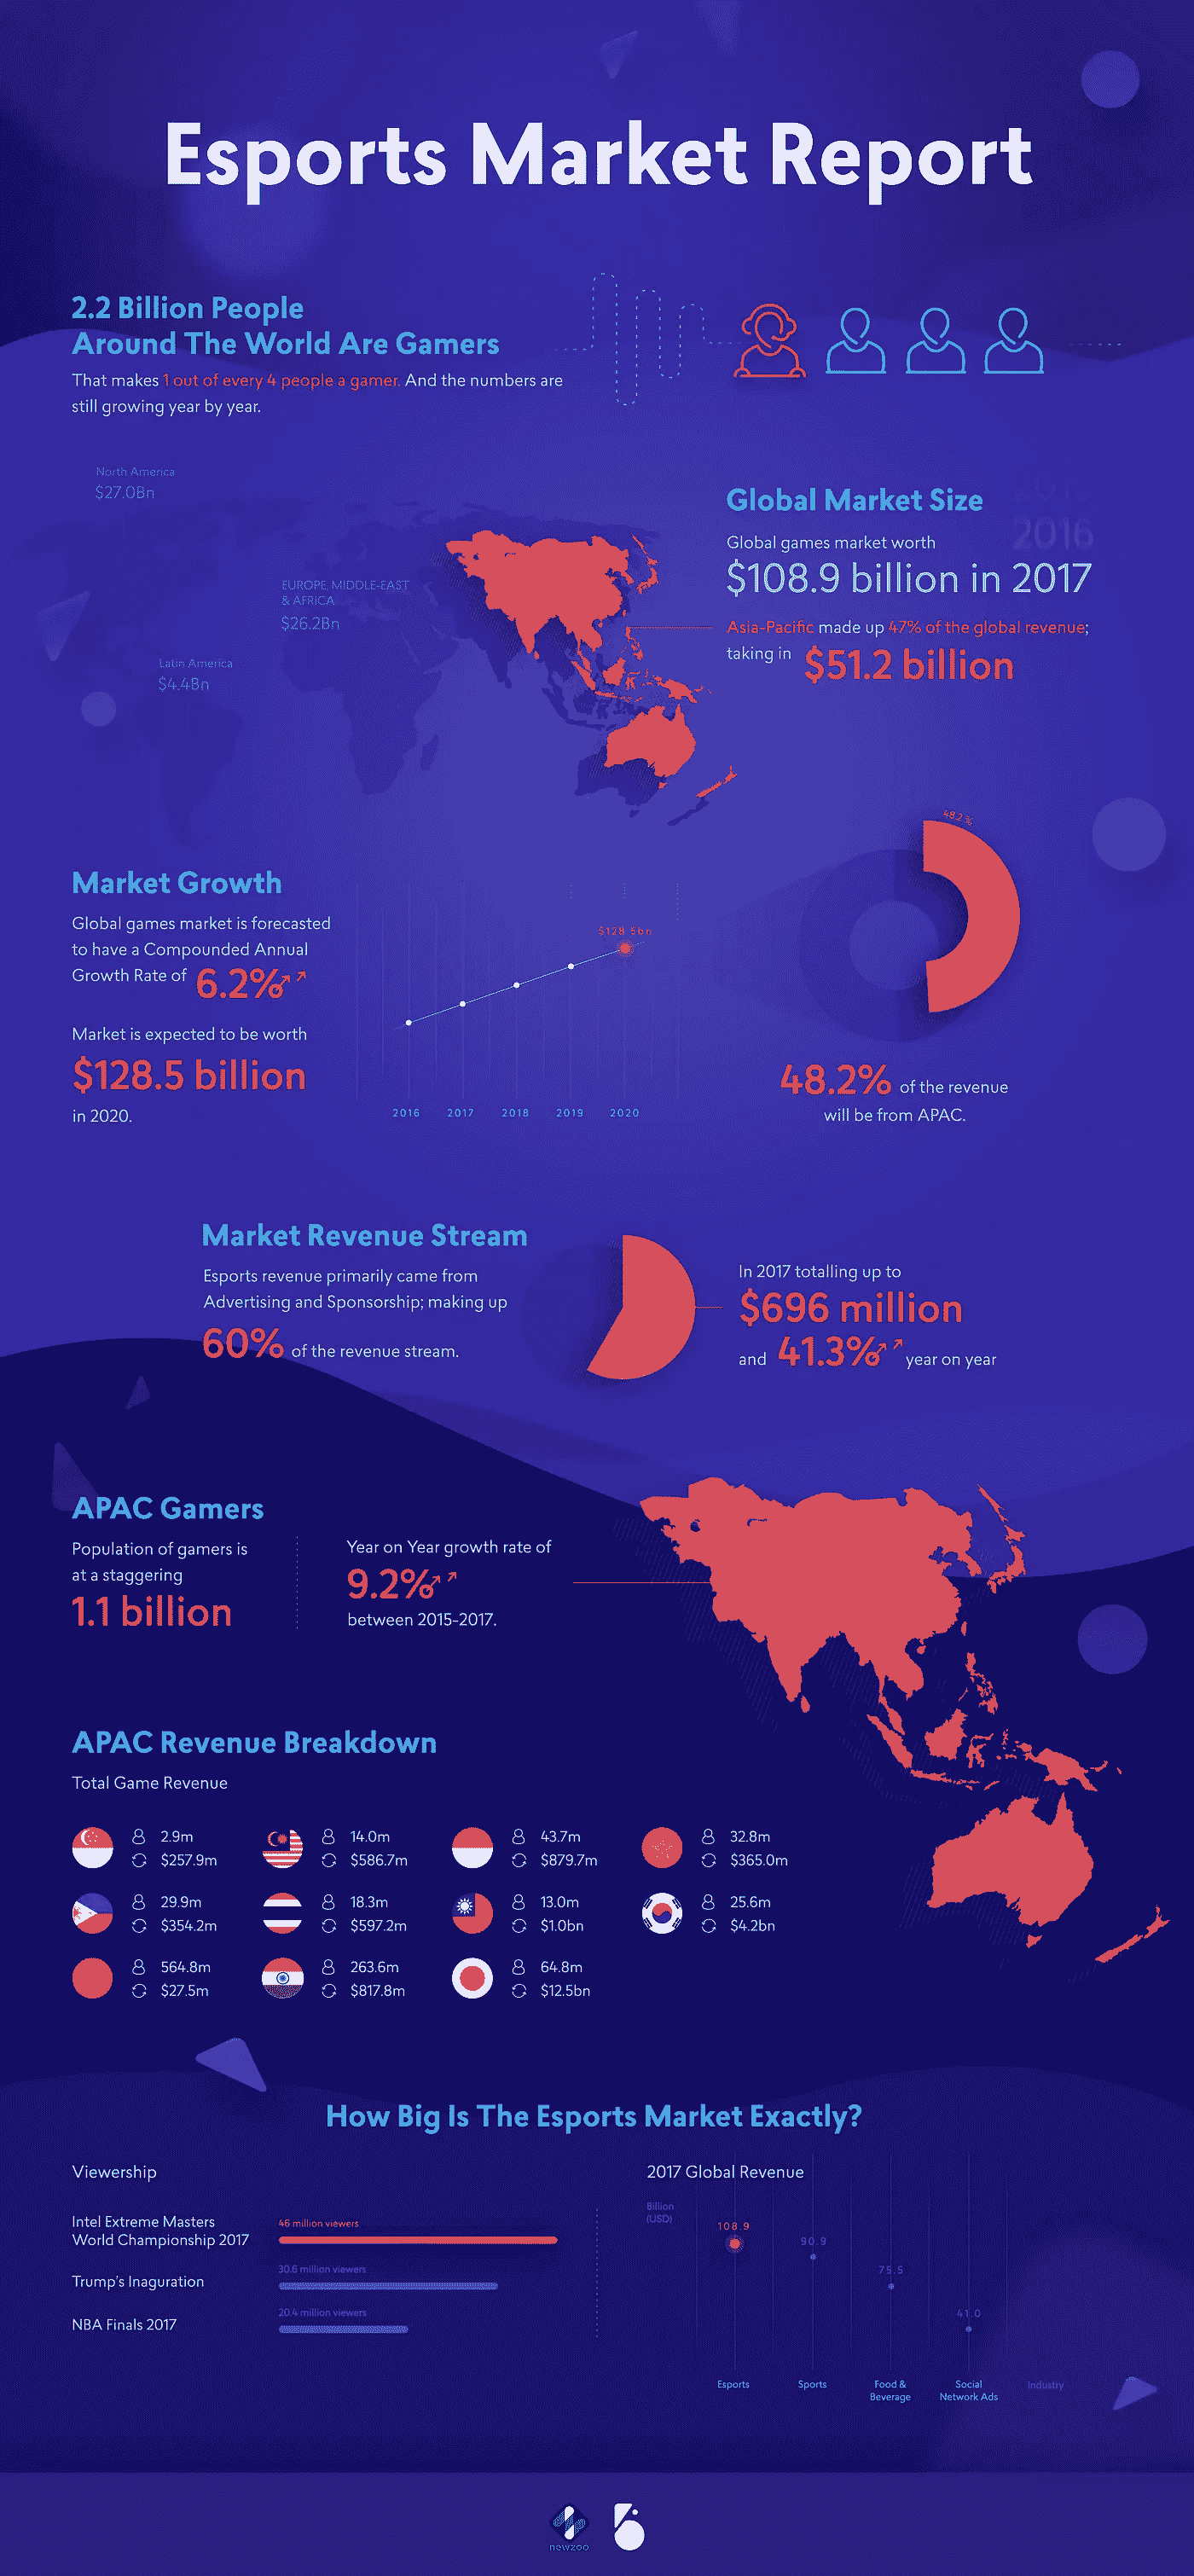 Esports Market Report
2.2 Billion People
Around The World Are Gamers
That makes 1 out of every 4 people a gamer. And the numbers are
still growing year by year.
North America
$27.0Bn
EUROPE, MIDDLE-EAST
& AFRICA
$26.2Bn
Latin America
$4.4Bn
Global Market Size
2016
Global games market worth
$108.9 billion in 2017
Asia-Pacific made up 47% of the global revenue;
taking in $51.2 billion
Market Growth
Global games market is forecasted
to have a Compounded Annual
Growth Rate of 6.2%
Market is expected to be worth
$128.5 billion
in 2020.
$128.5bn
2016 2017 2018 2019 2020
48.2%
48.2% of the revenue
will be from APAC.
Market Revenue Stream
Esports revenue primarily came from
Advertising and Sponsorship; making up
60% of the revenue stream.
In 2017 totalling up to
$696 million
and 41.3% year on year
APAC Gamers
Population of gamers is
at a staggering
1.1 billion
Year on Year growth rate of
9.2%
between 2015-2017.
APAC Revenue Breakdown
Total Game Revenue
2.9m 14.0m 43.7m 32.8m
$257.9m $586.7m $879.7m $365.0m
29.9m 18.3m 13.0m 25.6m
$354.2m $597.2m $1.0bn $4.2bn
564.8m 263.6m 64.8m
$27.5m $817.8m $12.5bn
How Big Is The Esports Market Exactly?
Viewership
Intel Extreme Masters
World Championship 2017
46 million viewers
Trump's Inaguration
30.6 million viewers
NBA Finals 2017
20.4 million viewers
2017 Global Revenue
Billion
(USD)
108.9
90.9
75.5
41.0
Esports Sports Food & Beverage Social Network Ads Industry
newzoo